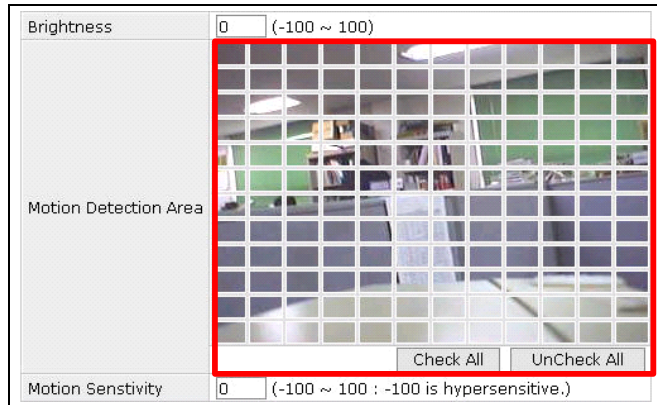 Brightness 0 (-100 ~ 100)
Motion Detection Area
Check All UnCheck All
Motion Senstivity 0 (-100 ~ 100 : -100 is hypersensitive.)